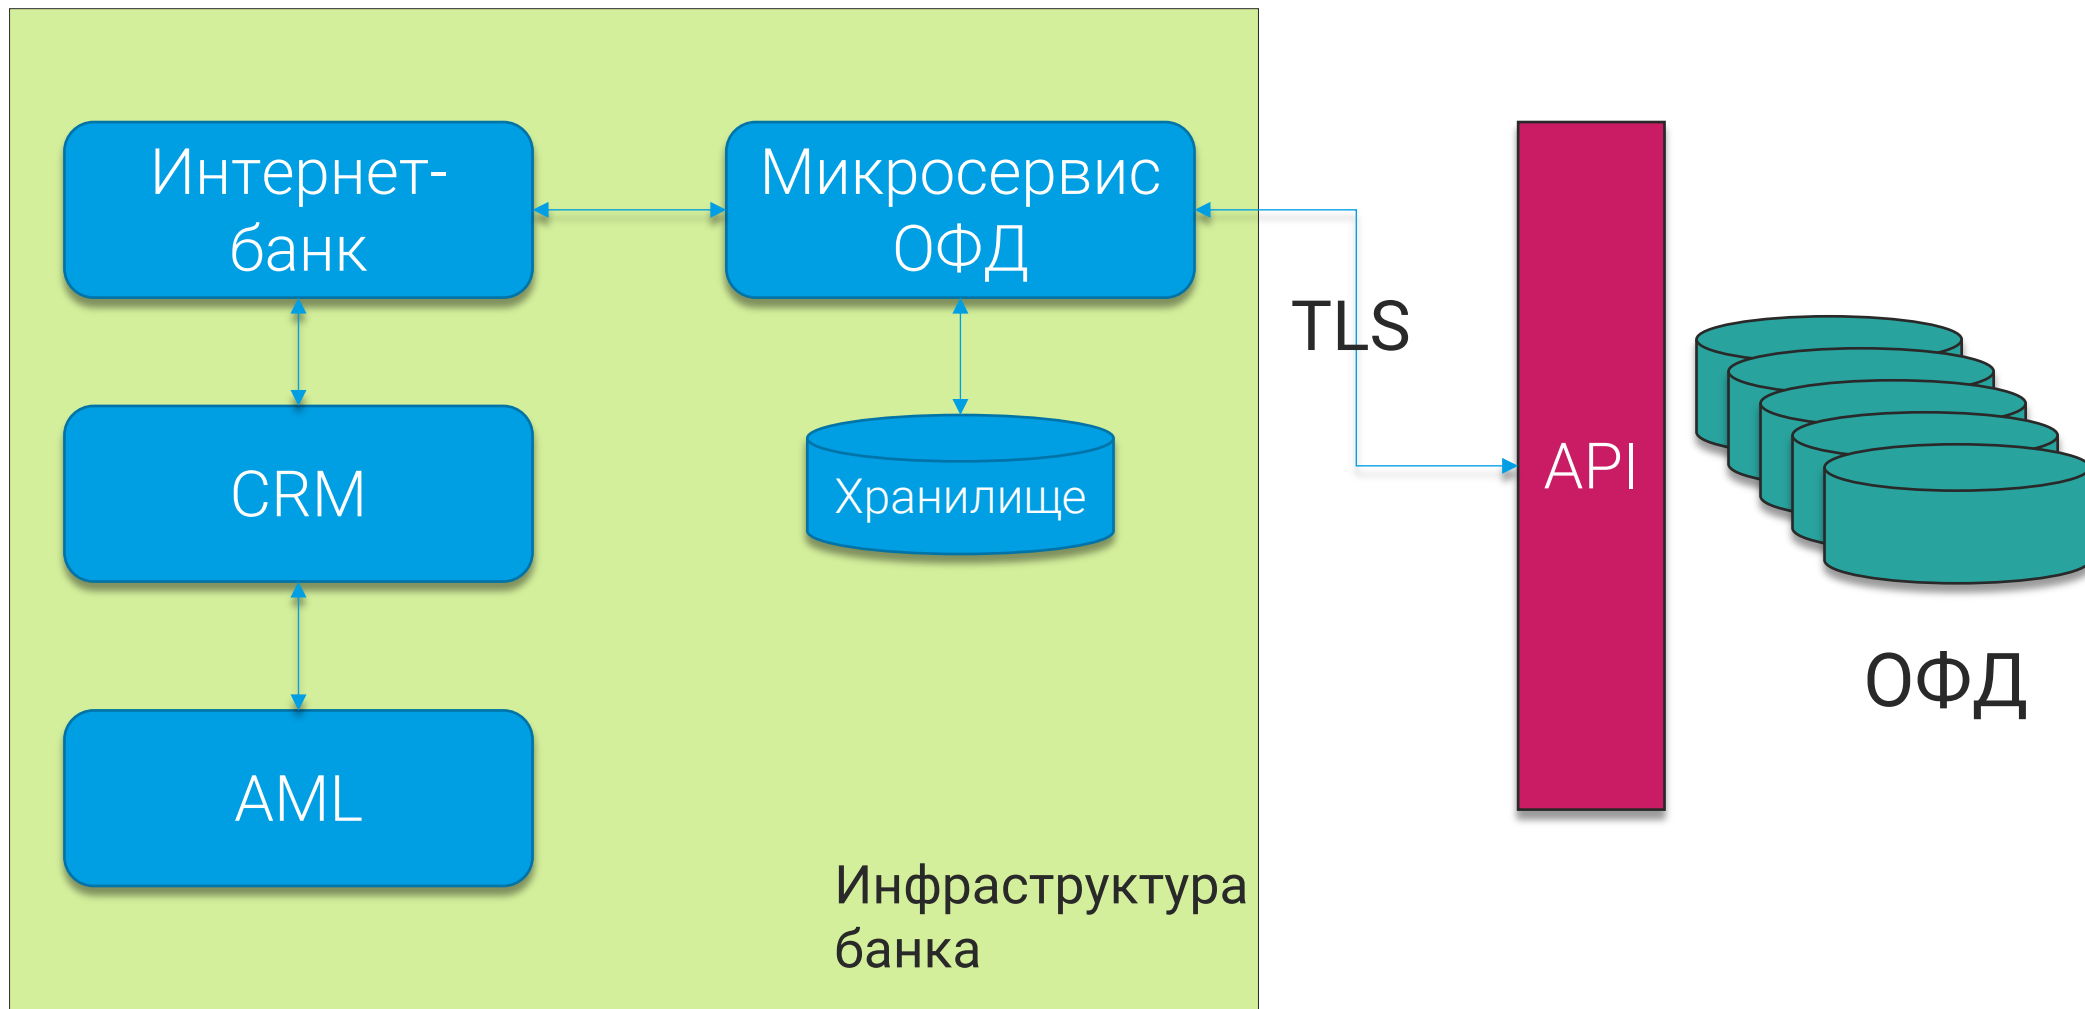 Интернет-
банк
Микросервис
ОФД
TLS
CRM
Хранилище
API
ОФД
AML
Инфраструктура
банка